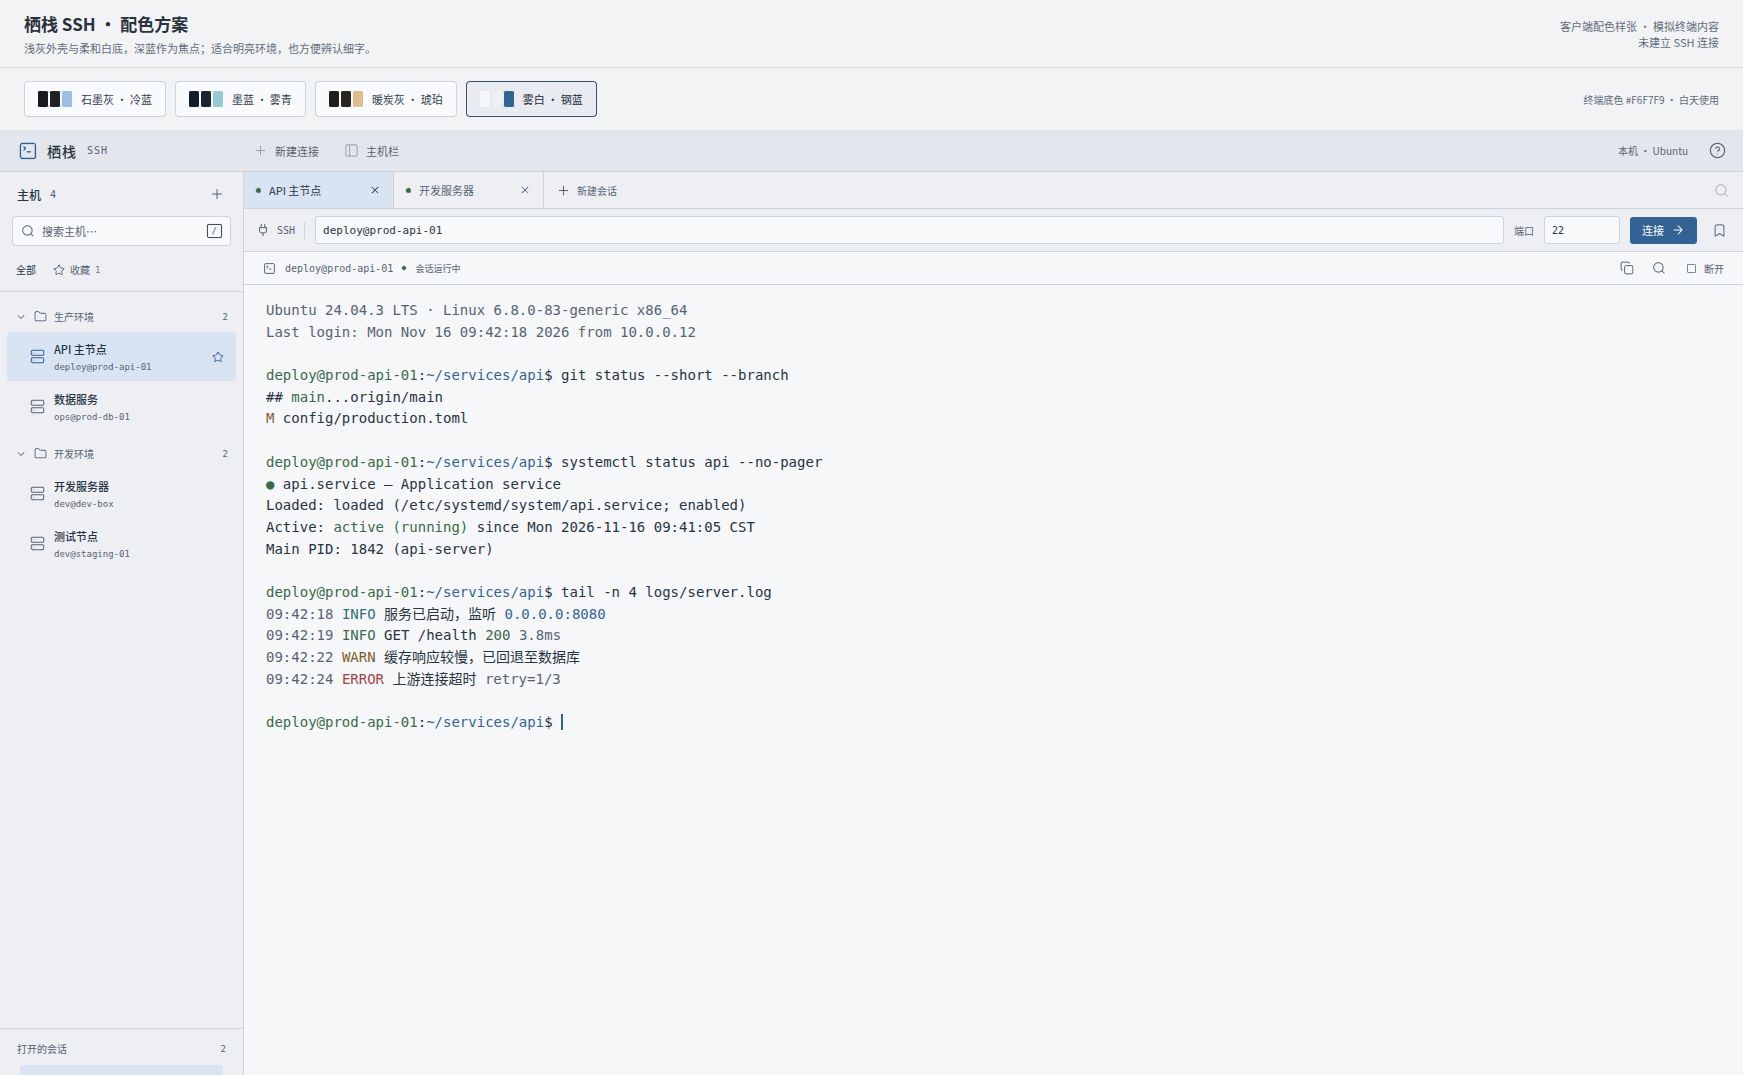 栖栈 SSH · 配色方案
浅灰外壳与柔和白底，深蓝作为焦点；适合明亮环境，也方便辨认细字。
客户端配色样张 · 模拟终端内容
未建立 SSH 连接
石墨灰 · 冷蓝
墨蓝 · 雾青
暖炭灰 · 琥珀
雾白 · 钢蓝
终端底色 #F6F7F9 · 白天使用
栖栈 SSH
新建连接
主机栏
本机 · Ubuntu
主机 4
搜索主机…
/
全部
收藏 1
生产环境 2
API 主节点
deploy@prod-api-01
数据服务
ops@prod-db-01
开发环境 2
开发服务器
dev@dev-box
测试节点
dev@staging-01
打开的会话 2
API 主节点
开发服务器
新建会话
SSH
deploy@prod-api-01
端口
22
连接
deploy@prod-api-01 ● 会话运行中
断开
Ubuntu 24.04.3 LTS · Linux 6.8.0-83-generic x86_64
Last login: Mon Nov 16 09:42:18 2026 from 10.0.0.12
deploy@prod-api-01:~/services/api$ git status --short --branch
## main...origin/main
M config/production.toml
deploy@prod-api-01:~/services/api$ systemctl status api --no-pager
● api.service — Application service
Loaded: loaded (/etc/systemd/system/api.service; enabled)
Active: active (running) since Mon 2026-11-16 09:41:05 CST
Main PID: 1842 (api-server)
deploy@prod-api-01:~/services/api$ tail -n 4 logs/server.log
09:42:18 INFO 服务已启动，监听 0.0.0.0:8080
09:42:19 INFO GET /health 200 3.8ms
09:42:22 WARN 缓存响应较慢，已回退至数据库
09:42:24 ERROR 上游连接超时 retry=1/3
deploy@prod-api-01:~/services/api$